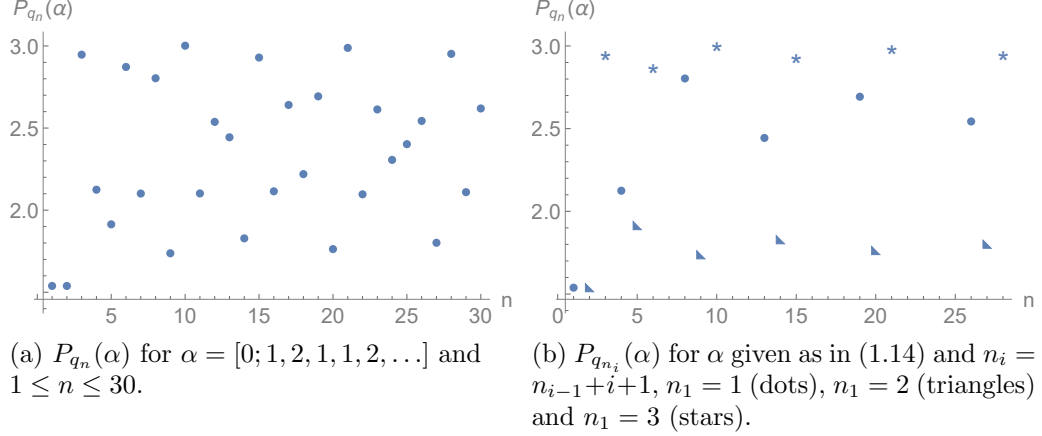 P_{q_n}(α)
3.0
2.5
2.0
5 10 15 20 25 30
n
(a) P_{q_n}(α) for α = [0; 1, 2, 1, 1, 2, . . .] and
1 ≤ n ≤ 30.
P_{q_n}(α)
3.0
2.5
2.0
0 5 10 15 20 25
n
(b) P_{q_{n_i}}(α) for α given as in (1.14) and n_i =
n_{i−1}+i+1, n_1 = 1 (dots), n_1 = 2 (triangles)
and n_1 = 3 (stars).